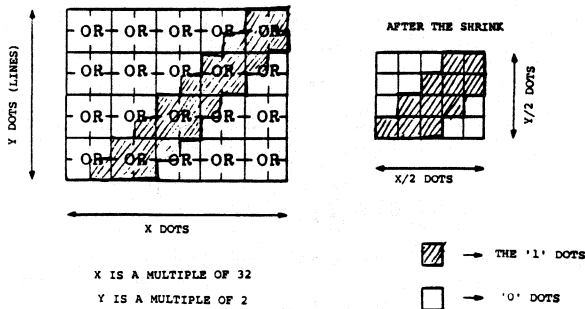 OR OR OR OR OR
OR OR OR OR OR
OR OR OR OR OR
OR OR OR OR OR
Y DOTS (LLINES)
X DOTS
X IS A MULTIPLE OF 32
Y IS A MULTIPLE OF 2
AFTER THE SHRINK
Y/2 DOTS
X/2 DOTS
→ THE '1' DOTS
→ '0' DOTS